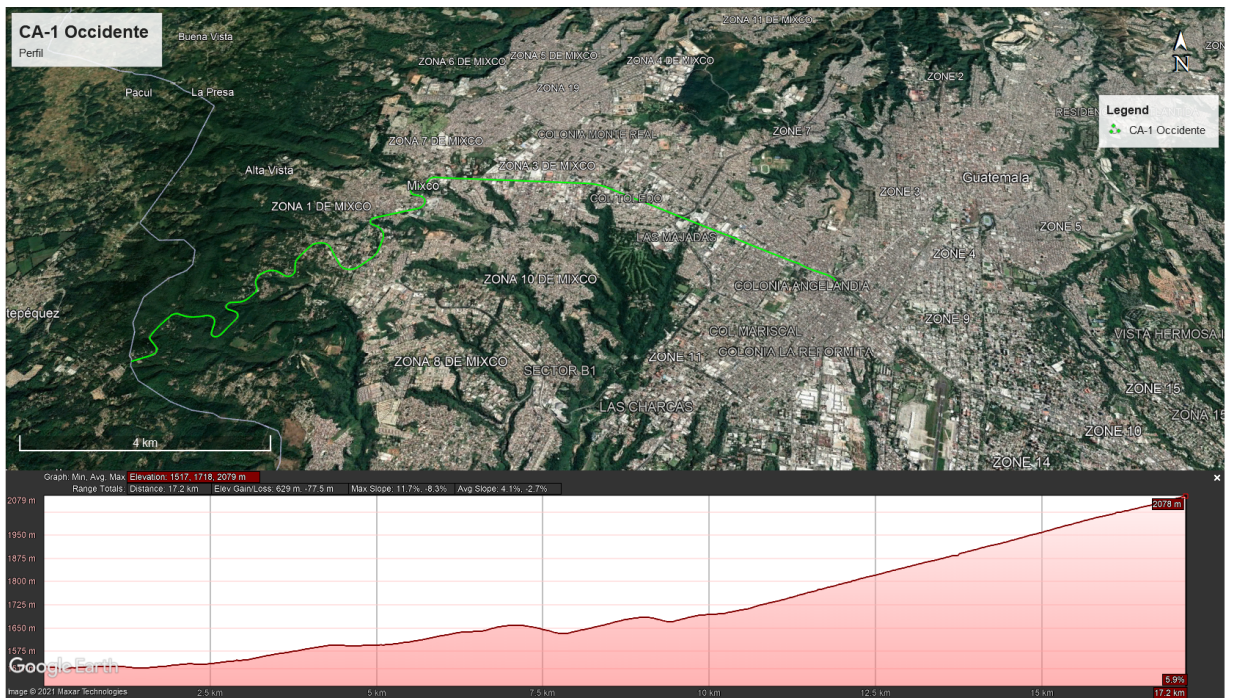 CA-1 Occidente
Perfil
Buena Vista
ZONA 11 DE MIXCO
ZONA 6 DE MIXCO
ZONA 5 DE MIXCO
ZONA 4 DE MIXCO
N
ZONE 2
Pacul
La Presa
ZONA 19
Legend
CA-1 Occidente
RESIDEN
COLONIA MONTE REAL
ZONE 7
ZONA 7 DE MIXCO
ZONA 3 DE MIXCO
Alta Vista
Mixco
Guatemala
ZONE 3
COL TOLEDO
ZONA 1 DE MIXCO
ZONE 5
LAS MAJADAS
ZONE 4
ZONA 10 DE MIXCO
COLONIA ANGELANDIA
tepequez
ZONE 9
COL MARISCAL
VISTA HERMOSA I
COLONIA LA REFORMITA
ZONE 11
ZONA 8 DE MIXCO
SECTOR B1
ZONE 15
LAS CHARCAS
ZONA 15
ZONE 10
4 km
ZONE 14
Graph: Min, Avg, Max Elevation: 1517, 1718, 2079 m
Range Totals: Distance: 17.2 km Elev Gain/Loss: 629 m, -77.5 m Max Slope: 11.7%, -8.3% Avg Slope: 4.1%, -2.7%
2079 m
2078 m
1950 m
1875 m
1800 m
1725 m
1650 m
1575 m
Google Earth
5.9%
Image © 2021 Maxar Technologies
2.5 km
5 km
7.5 km
10 km
12.5 km
15 km
17.2 km